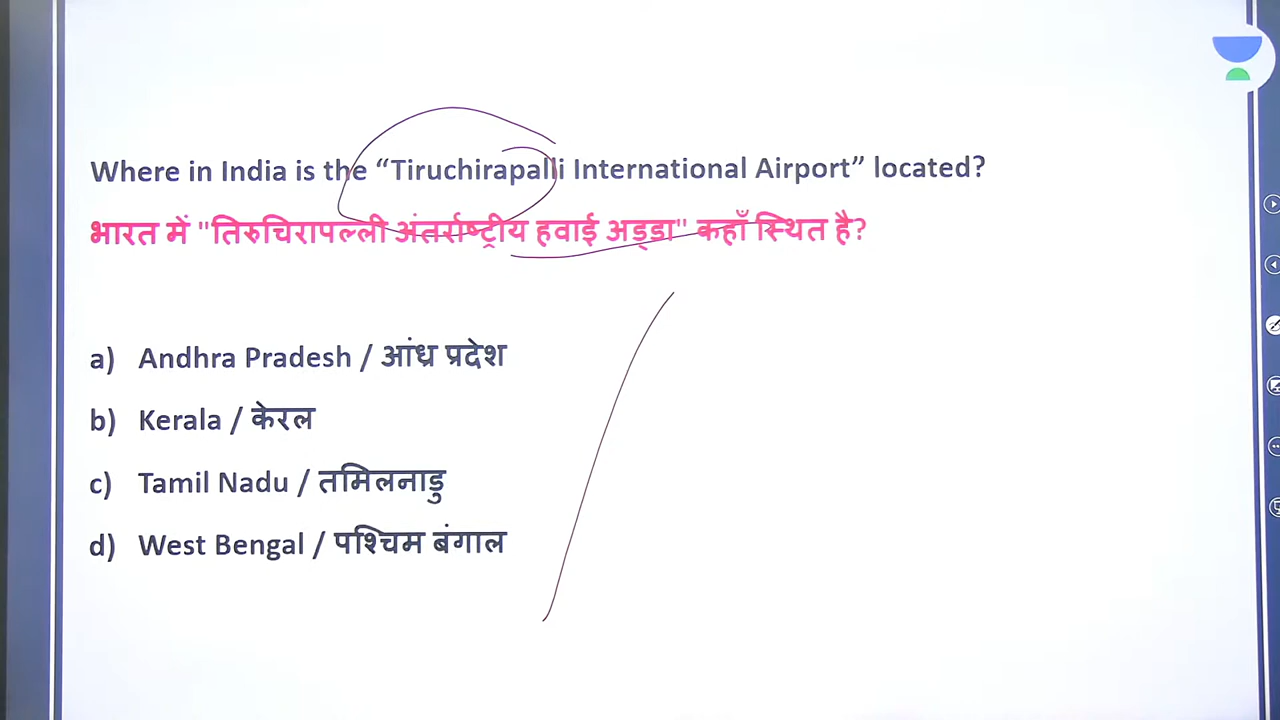 Where in India is the “Tiruchirapalli International Airport” located?
भारत में "तिरुचिरापल्ली अंतर्राष्ट्रीय हवाई अड्डा" कहाँ स्थित है?
a) Andhra Pradesh / आंध्र प्रदेश
b) Kerala / केरल
c) Tamil Nadu / तमिलनाडु
d) West Bengal / पश्चिम बंगाल